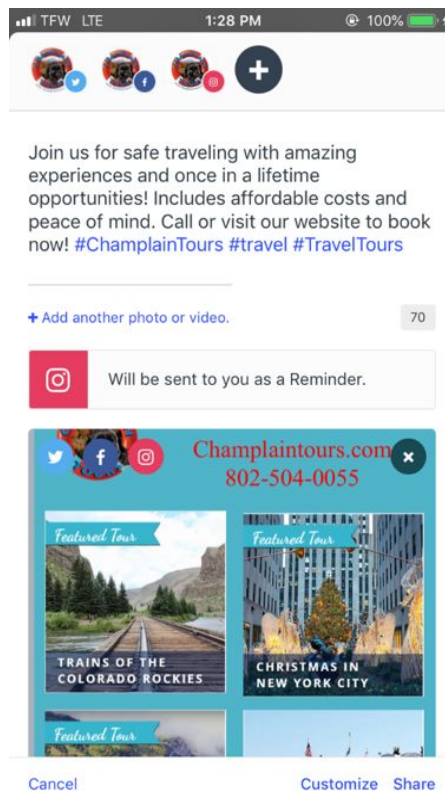 TFW LTE 1:28 PM 100%
Join us for safe traveling with amazing
experiences and once in a lifetime
opportunities! Includes affordable costs and
peace of mind. Call or visit our website to book
now! #ChamplainTours #travel #TravelTours
+ Add another photo or video.
70
Will be sent to you as a Reminder.
Champlaintours.com
802-504-0055
Featured Tour
Featured Tour
TRAINS OF THE
COLORADO ROCKIES
CHRISTMAS IN
NEW YORK CITY
Featured Tour
Cancel
Customize Share